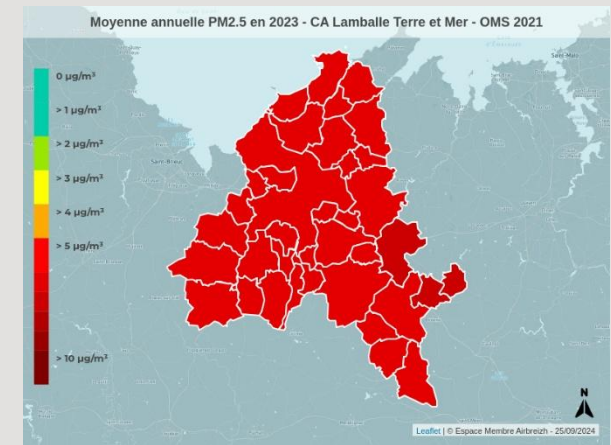 Moyenne annuelle PM2.5 en 2023 - CA Lamballe Terre et Mer - OMS 2021
0 µg/m³
> 1 µg/m³
> 2 µg/m³
> 3 µg/m³
> 4 µg/m³
> 5 µg/m³
> 10 µg/m³
Saint-Malo
Saint-Brieuc
N
Leaflet | © Espace Membre Airbreizh - 25/09/2024